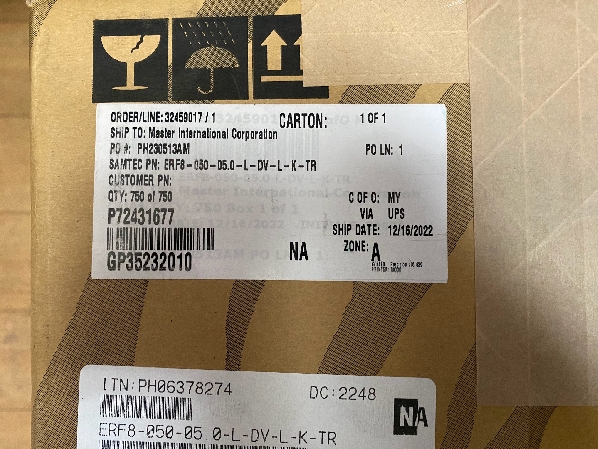 ORDER/LINE: 32459017 / 1
CARTON: 1 OF 1
SHIP TO: Master International Corporation
PO #: PH230513AM
PO LN: 1
SAMTEC PN: ERF8-050-05.0-L-DV-L-K-TR
CUSTOMER PN:
QTY: 750 of 750
C OF O: MY
P72431677
VIA UPS
SHIP DATE: 12/16/2022
NA
ZONE: A
GP35232010
LTN:PH06378274
DC:2248
NA
ERF8-050-05.0-L-DV-L-K-TR